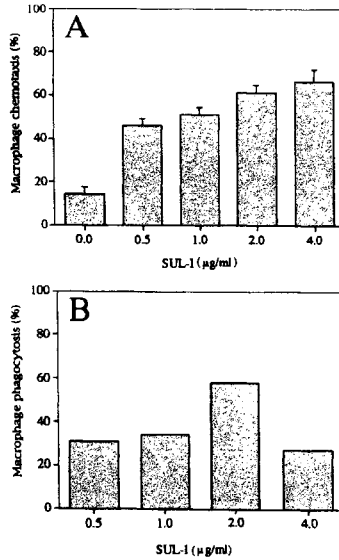 A
Macrophage chemotaxis (%)
100
80
60
40
20
0
0.0 0.5 1.0 2.0 4.0
SUL-1 (μg/ml)
B
Macrophage phagocytosis (%)
100
80
60
40
20
0
0.5 1.0 2.0 4.0
SUL-1 (μg/ml)